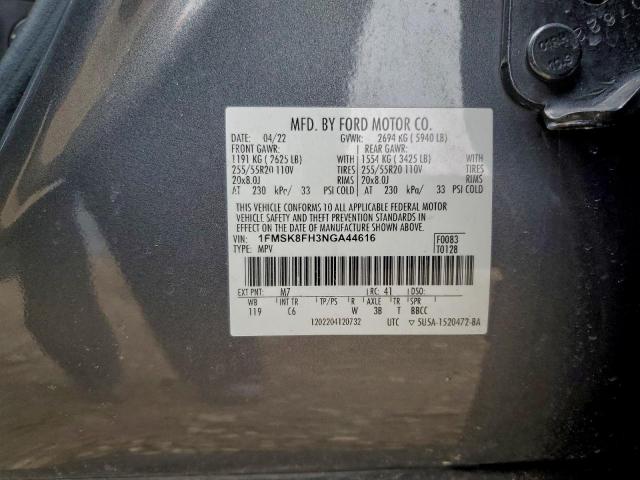 MFD. BY FORD MOTOR CO.
DATE: 04/22 GVWR: 2694 KG ( 5940 LB)
FRONT GAWR: REAR GAWR:
1191 KG (2625 LB) WITH 1554 KG ( 3425 LB) WITH
255/55R20 110V TIRES 255/55R20 110V TIRES
20x8.0J RIMS 20x8.0J RIMS
AT 230 kPa/ 33 PSI COLD AT 230 kPa/ 33 PSI COLD
THIS VEHICLE CONFORMS TO ALL APPLICABLE FEDERAL MOTOR
VEHICLE SAFETY AND THEFT PREVENTION STANDARDS IN
EFFECT ON THE DATE OF MANUFACTURE SHOWN ABOVE.
VIN: 1FMSK8FH3NGA44616 F0083
TYPE: MPV T0128
EXT PNT: M7 RC: 41 DSO:
WB INT TR TP/PS R AXLE TR SPR
119 C6 W 3B T BBCC
1202204120732 UTC ▽ 5U5A-1520472-BA